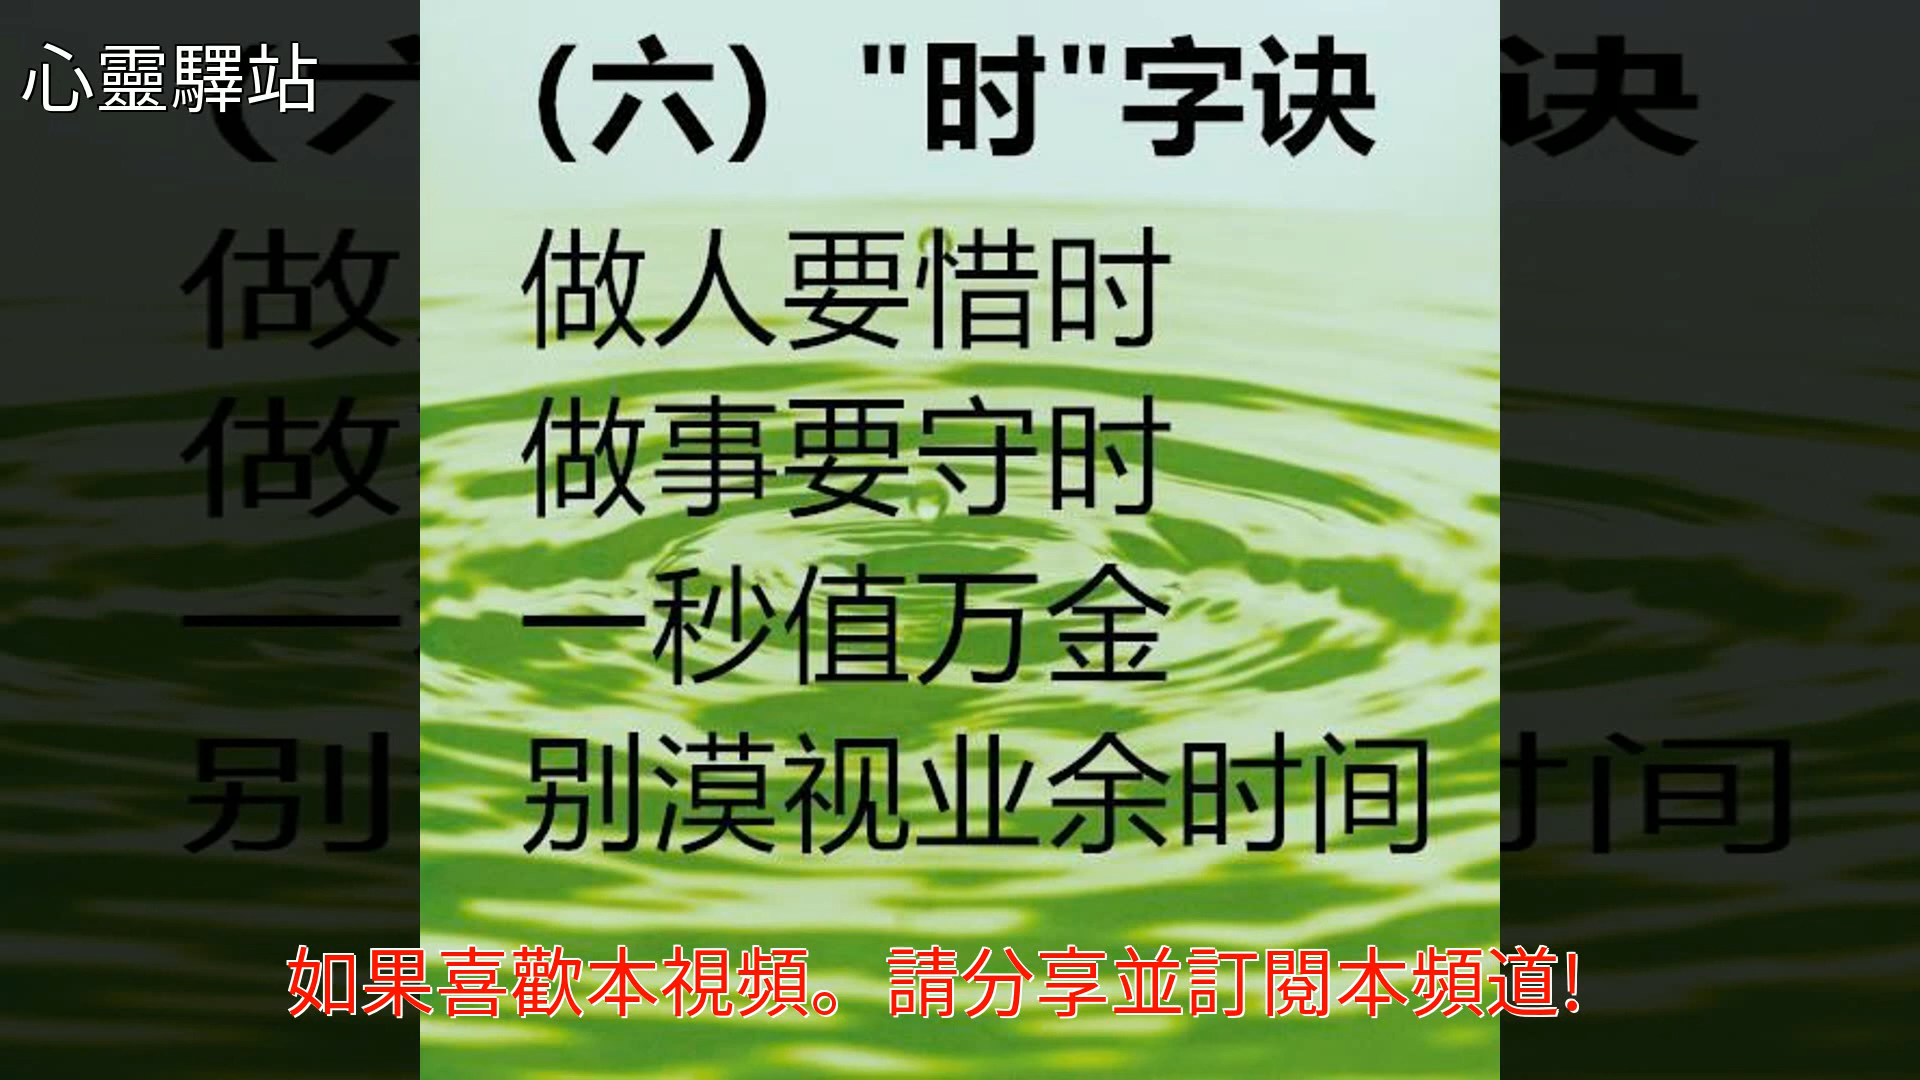 心靈驛站
(六) "时"字诀
做人要惜时
做事要守时
一秒值万金
别漠视业余时间
如果喜歡本視頻。請分享並訂閱本頻道!